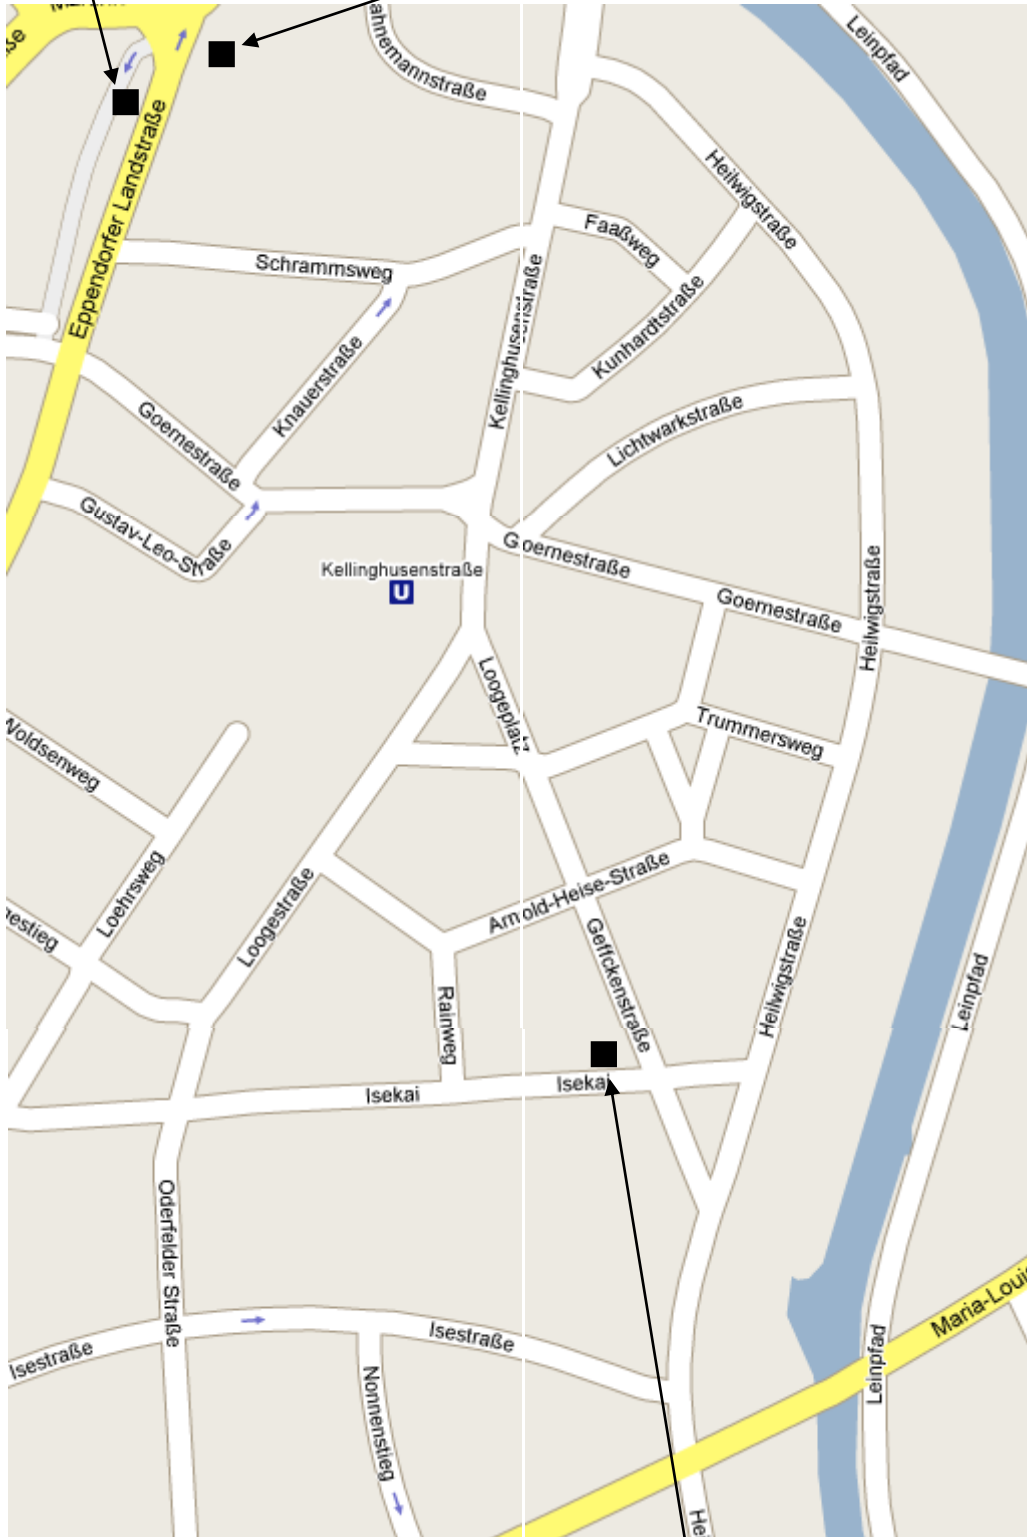 Leinpfad
Eppendorfer Landstraße
Heilwigstraße
Faaßweg
Schrammsweg
Kellinghusenstraße
Kunhardtstraße
Knauerstraße
Goernestraße
Lichtwarkstraße
Gustav-Leo-Straße
Goernestraße
Kellinghusenstraße
U
Goernestraße
Heilwigstraße
Loogeplatz
Trummersweg
Woldsenweg
Loehrsweg
Loogestraße
Arnold-Heise-Straße
Geffckenstraße
Heilwigstraße
Leinpfad
Rainweg
Isekai
Isekai
Oderfelder Straße
Isestraße
Isestraße
Nonnenstieg
Leinpfad